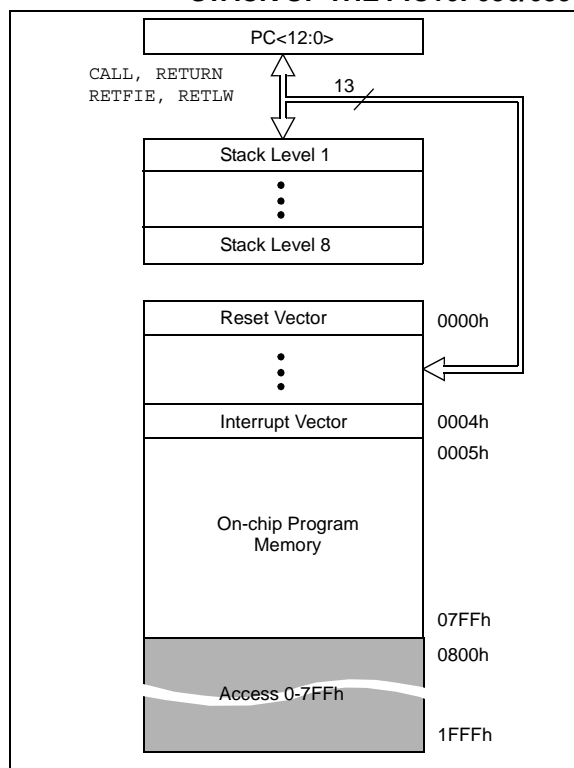 PC<12:0>
CALL, RETURN
RETFIE, RETLW
13
Stack Level 1
Stack Level 8
Reset Vector
0000h
Interrupt Vector
0004h
0005h
On-chip Program
Memory
07FFh
0800h
Access 0-7FFh
1FFFh